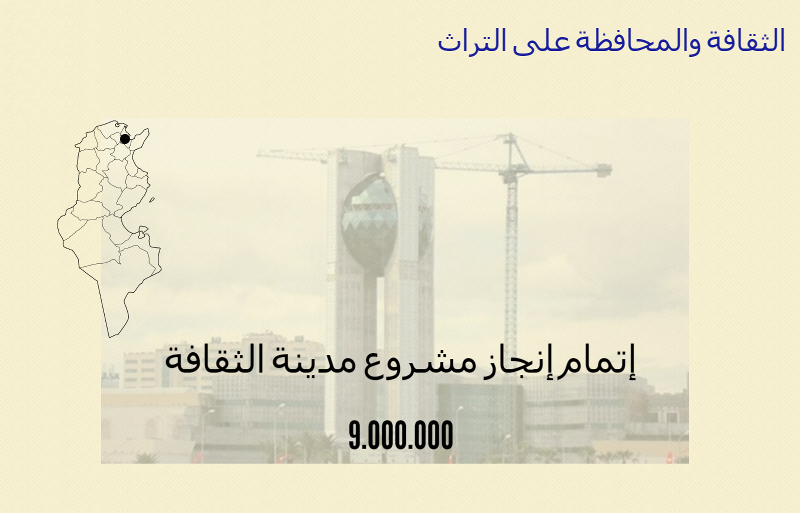 الثقافة والمحافظة على التراث
إتمام إنجاز مشروع مدينة الثقافة
9.000.000